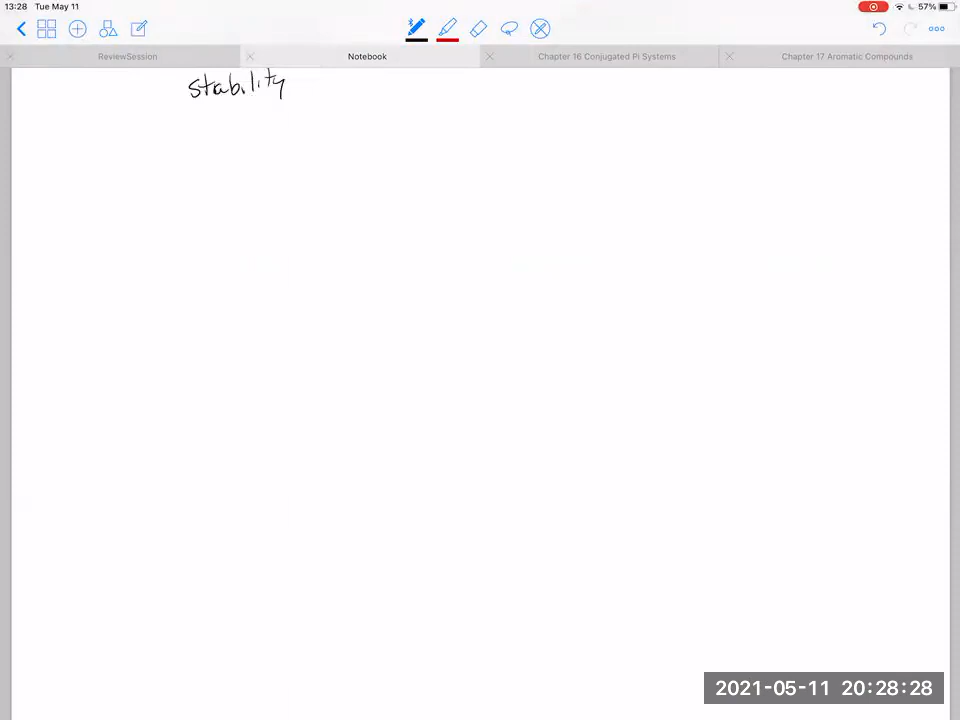 13:28 Tue May 11
57%
ReviewSession
Notebook
Chapter 16 Conjugated Pi Systems
Chapter 17 Aromatic Compounds
stability
2021-05-11 20:28:28